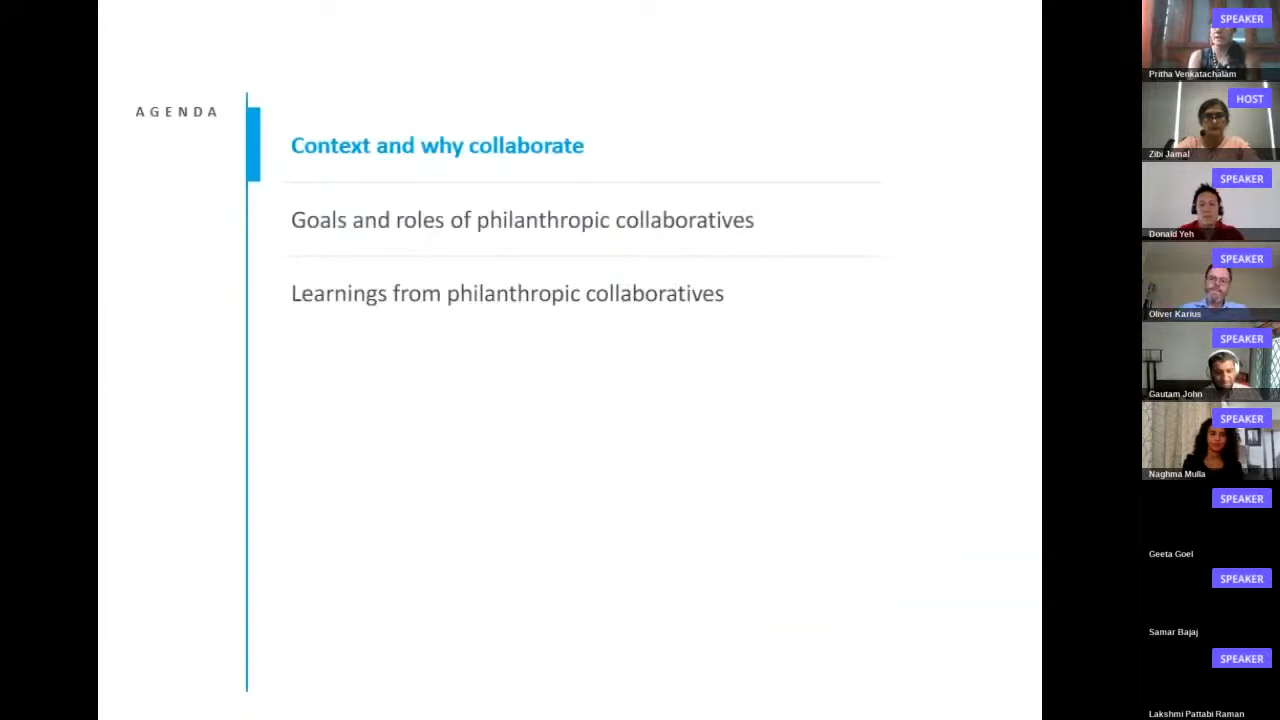 AGENDA
Context and why collaborate
Goals and roles of philanthropic collaboratives
Learnings from philanthropic collaboratives
SPEAKER
Pritha Venkatachalam
HOST
Zibi Jamal
SPEAKER
Donald Yeh
SPEAKER
Oliver Karius
SPEAKER
Gautam John
SPEAKER
Naghma Mulla
SPEAKER
Geeta Goel
SPEAKER
Samar Bajaj
SPEAKER
Lakshmi Pattabi Raman